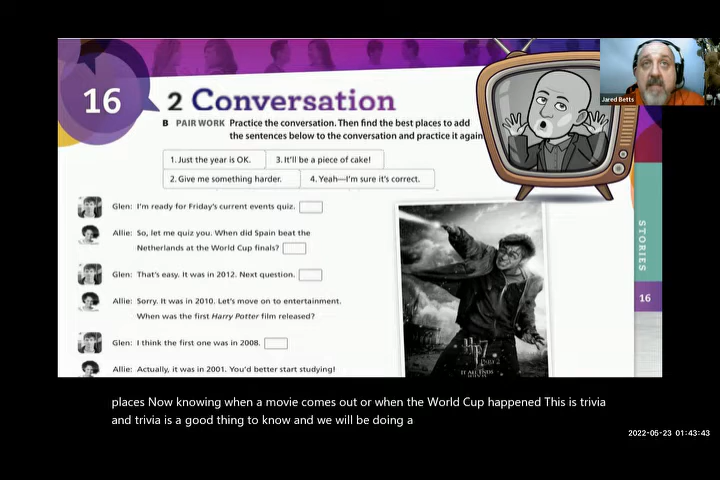 16
2 Conversation
B PAIR WORK Practice the conversation. Then find the best places to add
the sentences below to the conversation and practice it again
1. Just the year is OK.
3. It'll be a piece of cake!
2. Give me something harder.
4. Yeah—I'm sure it's correct.
Glen: I'm ready for Friday's current events quiz.
Allie: So, let me quiz you. When did Spain beat the
Netherlands at the World Cup finals?
Glen: That's easy. It was in 2012. Next question.
Allie: Sorry. It was in 2010. Let's move on to entertainment.
When was the first Harry Potter film released?
Glen: I think the first one was in 2008.
Allie: Actually, it was in 2001. You'd better start studying!
PART 2
IT ALL ENDS
Jared Betts
STORIES
16
places Now knowing when a movie comes out or when the World Cup happened This is trivia
and trivia is a good thing to know and we will be doing a
2022-05-23 01:43:43